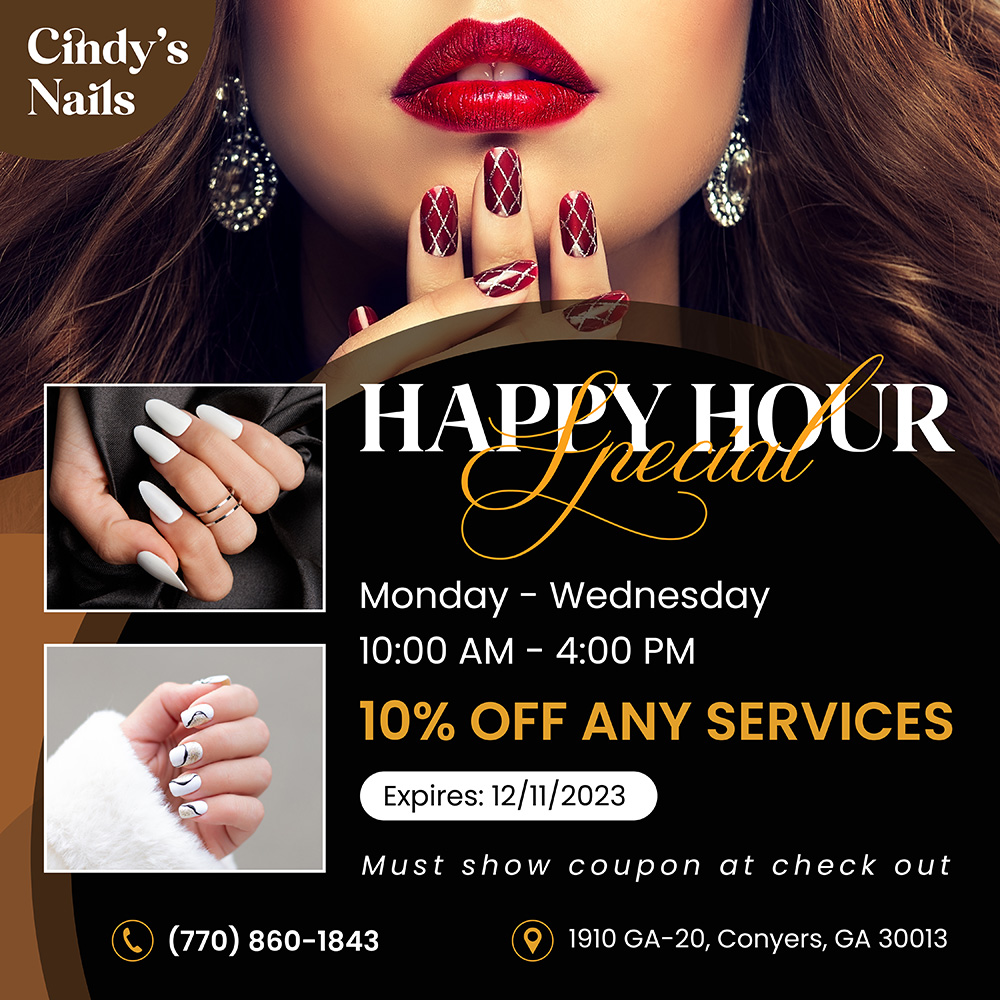 Cindy's
Nails
HAPPY HOUR
Special
Monday - Wednesday
10:00 AM - 4:00 PM
10% OFF ANY SERVICES
Expires: 12/11/2023
Must show coupon at check out
(770) 860-1843
1910 GA-20, Conyers, GA 30013